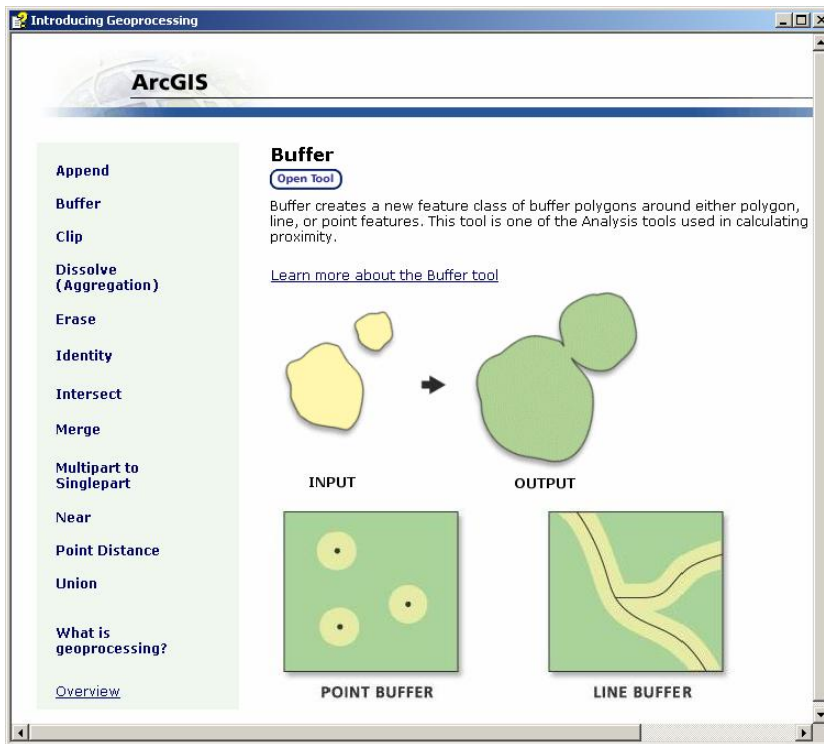 Introducing Geoprocessing
ArcGIS
Append
Buffer
Clip
Dissolve
(Aggregation)
Erase
Identity
Intersect
Merge
Multipart to
Singlepart
Near
Point Distance
Union
What is
geoprocessing?
Overview
Buffer
Open Tool
Buffer creates a new feature class of buffer polygons around either polygon,
line, or point features. This tool is one of the Analysis tools used in calculating
proximity.
Learn more about the Buffer tool
INPUT
OUTPUT
POINT BUFFER
LINE BUFFER